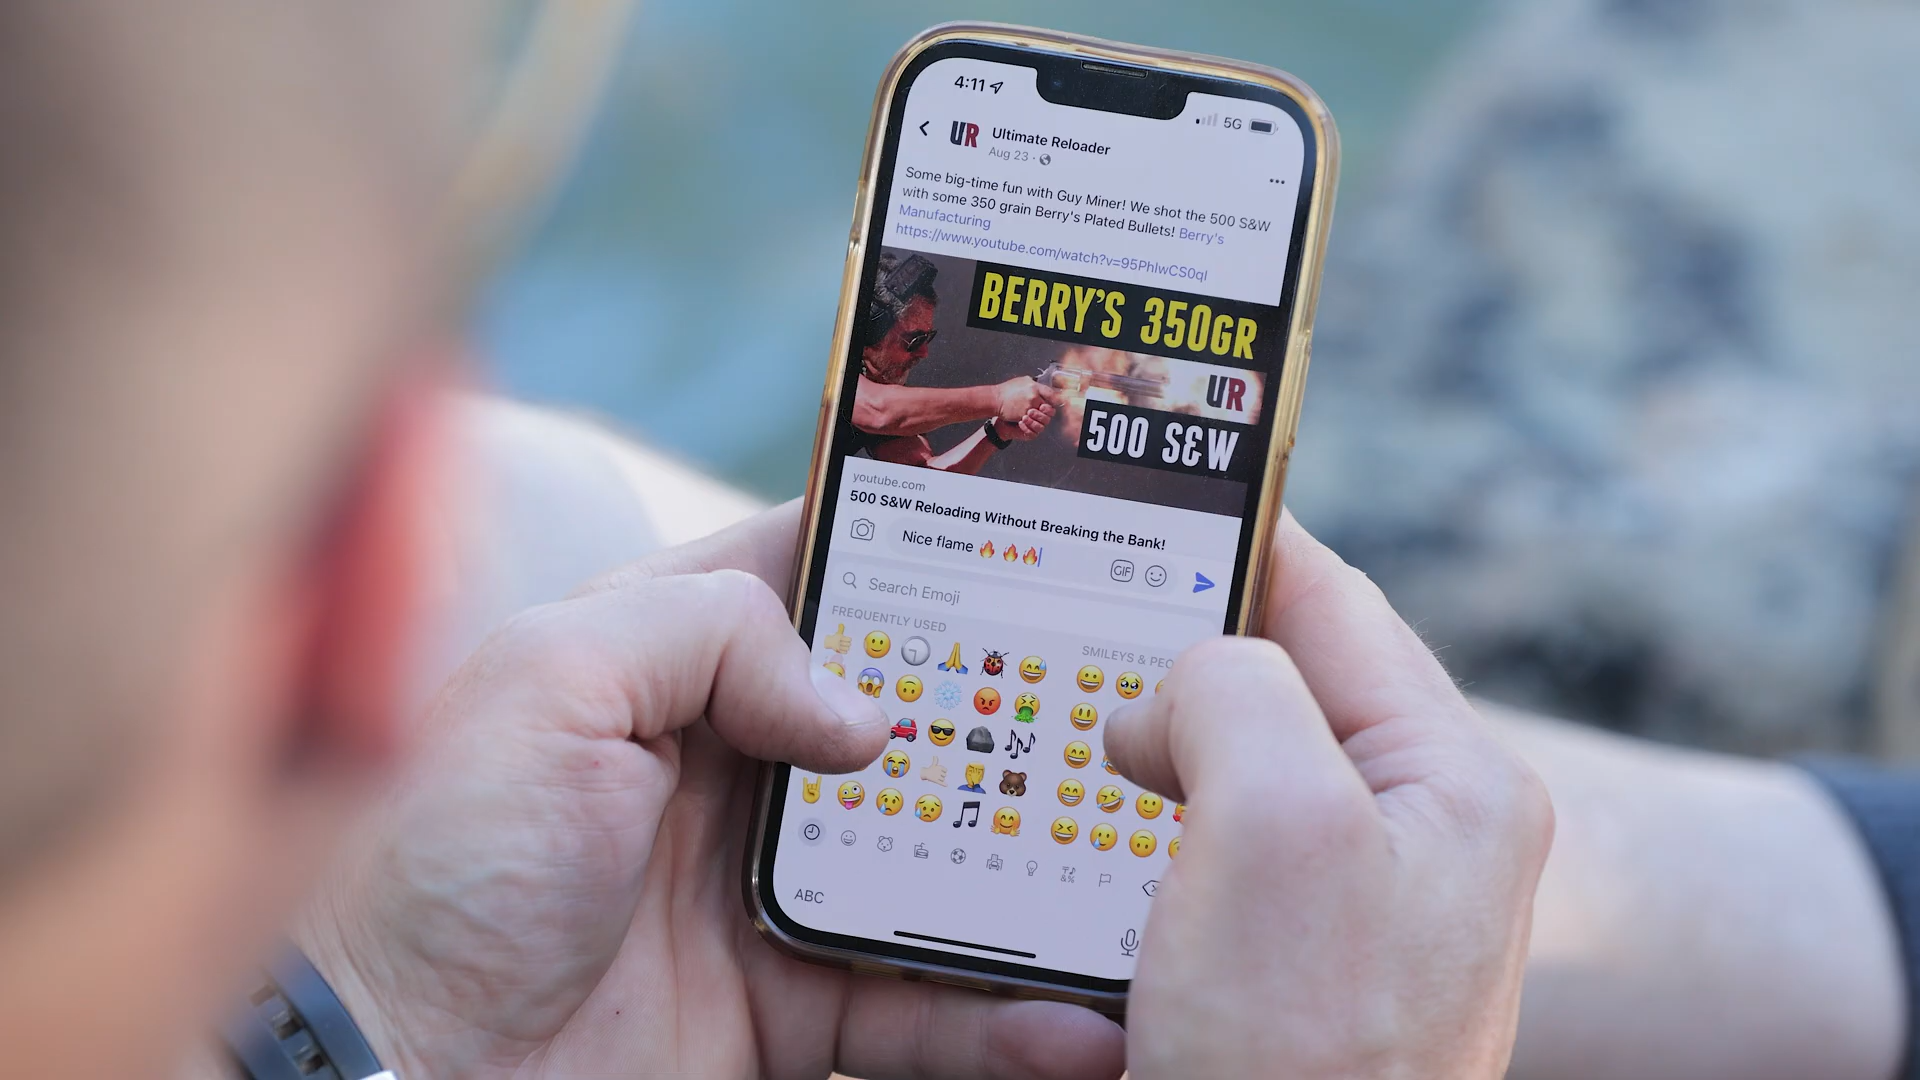 4:11
5G
UR
Ultimate Reloader
Aug 23 ·
Some big-time fun with Guy Miner! We shot the 500 S&W
with some 350 grain Berry's Plated Bullets! Berry's
Manufacturing
https://www.youtube.com/watch?v=95PhlwCS0qI
BERRY'S 350GR
UR
500 S&W
youtube.com
500 S&W Reloading Without Breaking the Bank!
Nice flame 🔥 🔥🔥
GIF
Search Emoji
FREQUENTLY USED
SMILEYS & PEO
ABC